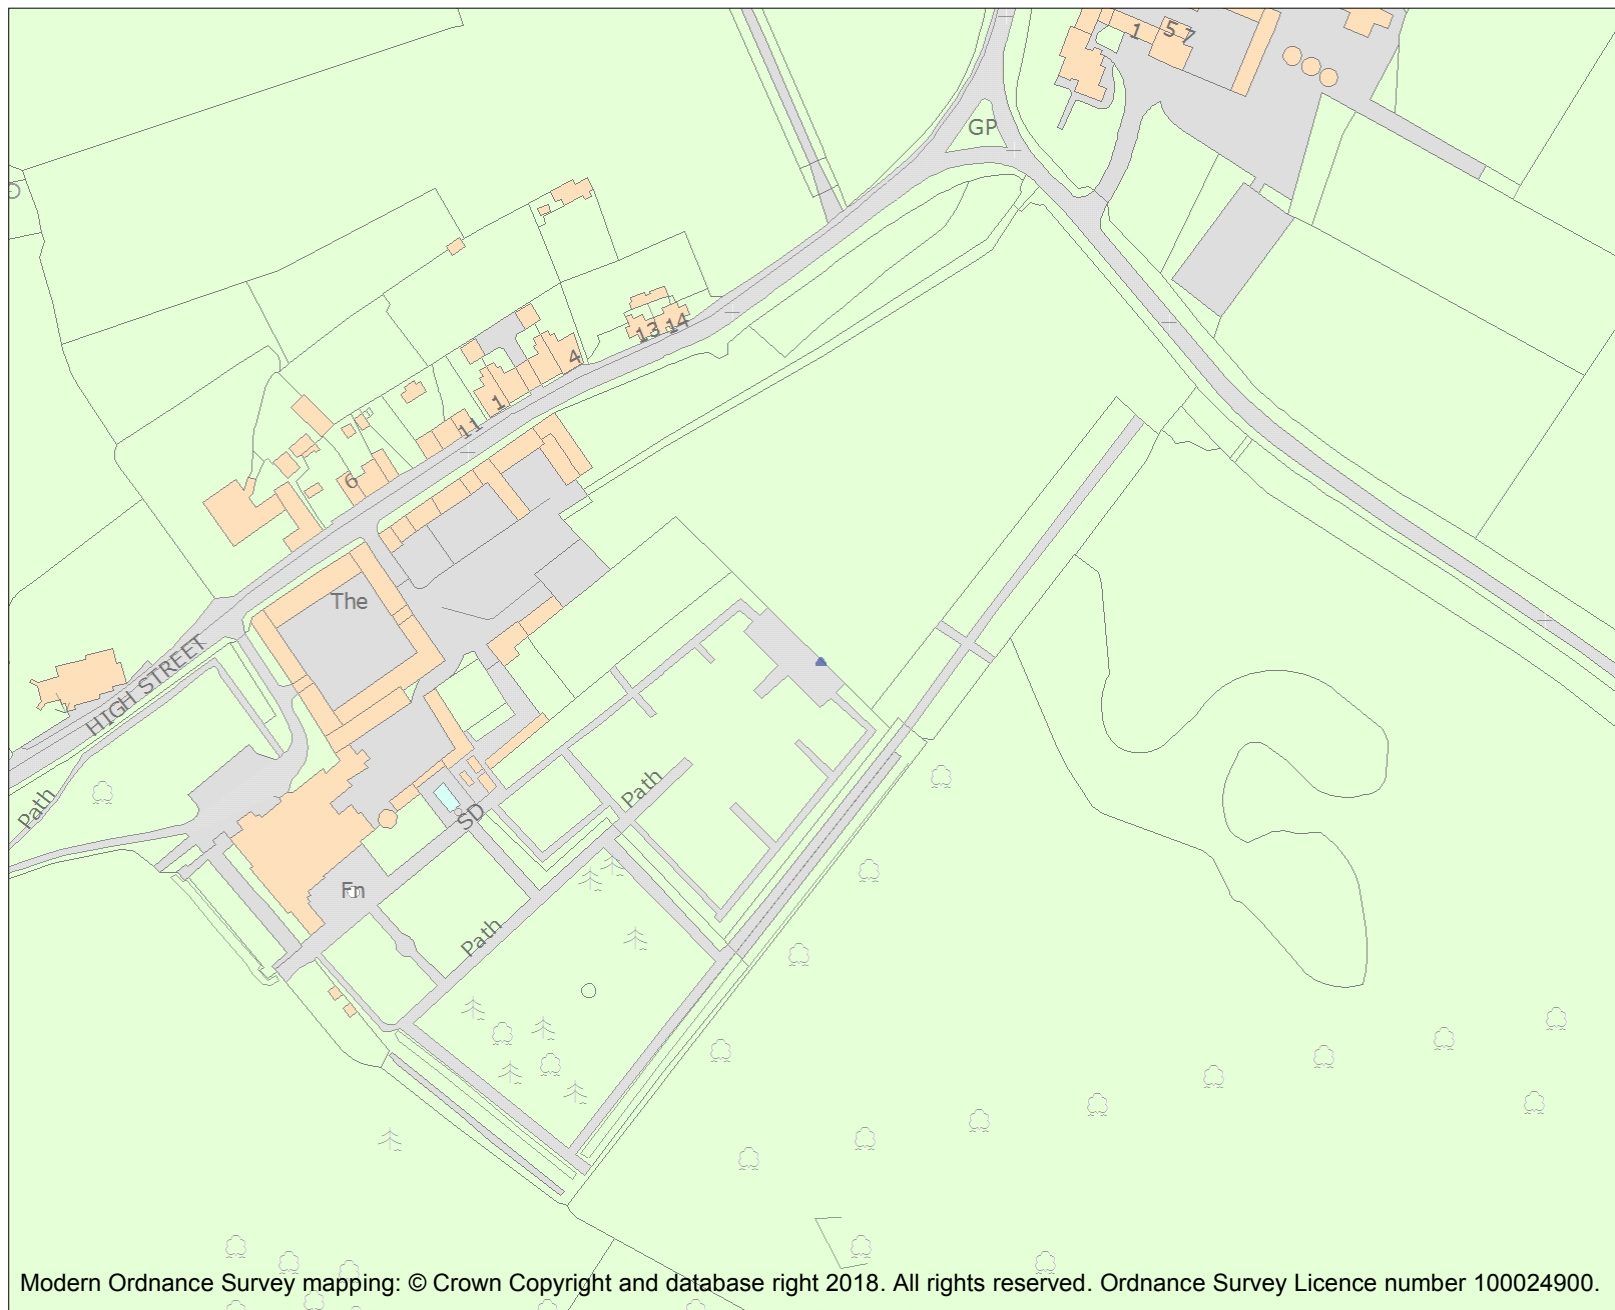 1
5 7
GP
13
14
4
1
11
6
The
HIGH STREET
Path
Path
SD
Fn
Path
Modern Ordnance Survey mapping: © Crown Copyright and database right 2018. All rights reserved. Ordnance Survey Licence number 100024900.